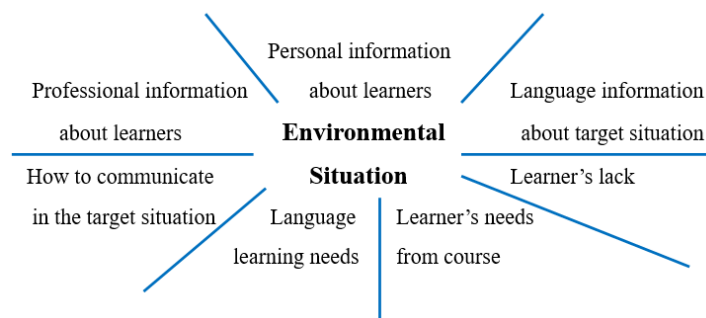 Personal information
about learners
Professional information
about learners
Language information
about target situation
Environmental
Situation
How to communicate
in the target situation
Learner’s lack
Language
learning needs
Learner’s needs
from course